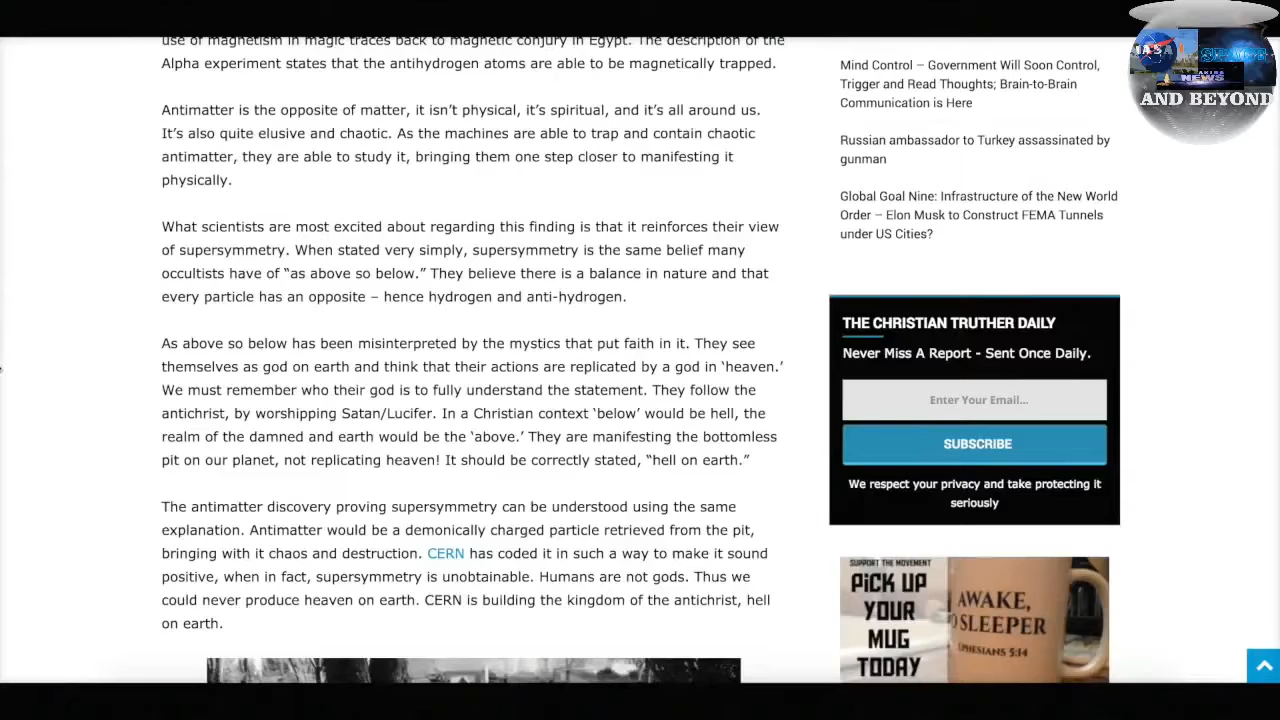 use of magnetism in magic traces back to magnetic conjury in Egypt. The description of the
Alpha experiment states that the antihydrogen atoms are able to be magnetically trapped.
Antimatter is the opposite of matter, it isn't physical, it's spiritual, and it's all around us.
It's also quite elusive and chaotic. As the machines are able to trap and contain chaotic
antimatter, they are able to study it, bringing them one step closer to manifesting it
physically.
What scientists are most excited about regarding this finding is that it reinforces their view
of supersymmetry. When stated very simply, supersymmetry is the same belief many
occultists have of “as above so below.” They believe there is a balance in nature and that
every particle has an opposite – hence hydrogen and anti-hydrogen.
As above so below has been misinterpreted by the mystics that put faith in it. They see
themselves as god on earth and think that their actions are replicated by a god in ‘heaven.’
We must remember who their god is to fully understand the statement. They follow the
antichrist, by worshipping Satan/Lucifer. In a Christian context ‘below’ would be hell, the
realm of the damned and earth would be the ‘above.’ They are manifesting the bottomless
pit on our planet, not replicating heaven! It should be correctly stated, “hell on earth.”
The antimatter discovery proving supersymmetry can be understood using the same
explanation. Antimatter would be a demonically charged particle retrieved from the pit,
bringing with it chaos and destruction. CERN has coded it in such a way to make it sound
positive, when in fact, supersymmetry is unobtainable. Humans are not gods. Thus we
could never produce heaven on earth. CERN is building the kingdom of the antichrist, hell
on earth.
Mind Control – Government Will Soon Control,
Trigger and Read Thoughts; Brain-to-Brain
Communication is Here
Russian ambassador to Turkey assassinated by
gunman
Global Goal Nine: Infrastructure of the New World
Order – Elon Musk to Construct FEMA Tunnels
under US Cities?
THE CHRISTIAN TRUTHER DAILY
Never Miss A Report - Sent Once Daily.
Enter Your Email...
SUBSCRIBE
We respect your privacy and take protecting it
seriously
SUPPORT THE MOVEMENT
PiCK UP
YOUR
MUG
TODAY
AWAKE,
O SLEEPER
EPHESIANS 5:14
NASA
NEWS
AND BEYOND